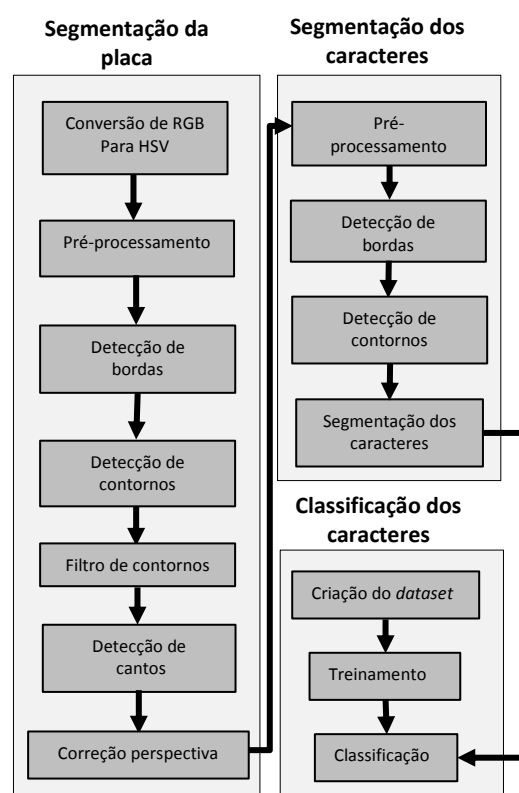 Segmentação da
placa
Conversão de RGB
Para HSV
Pré-processamento
Detecção de
bordas
Detecção de
contornos
Filtro de contornos
Detecção de
cantos
Correção perspectiva
Segmentação dos
caracteres
Pré-
processamento
Detecção de
bordas
Detecção de
contornos
Segmentação dos
caracteres
Classificação dos
caracteres
Criação do dataset
Treinamento
Classificação